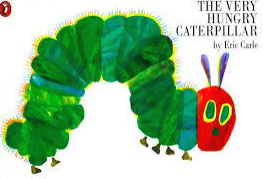 THE VERY
HUNGRY
CATERPILLAR
by Eric Carle